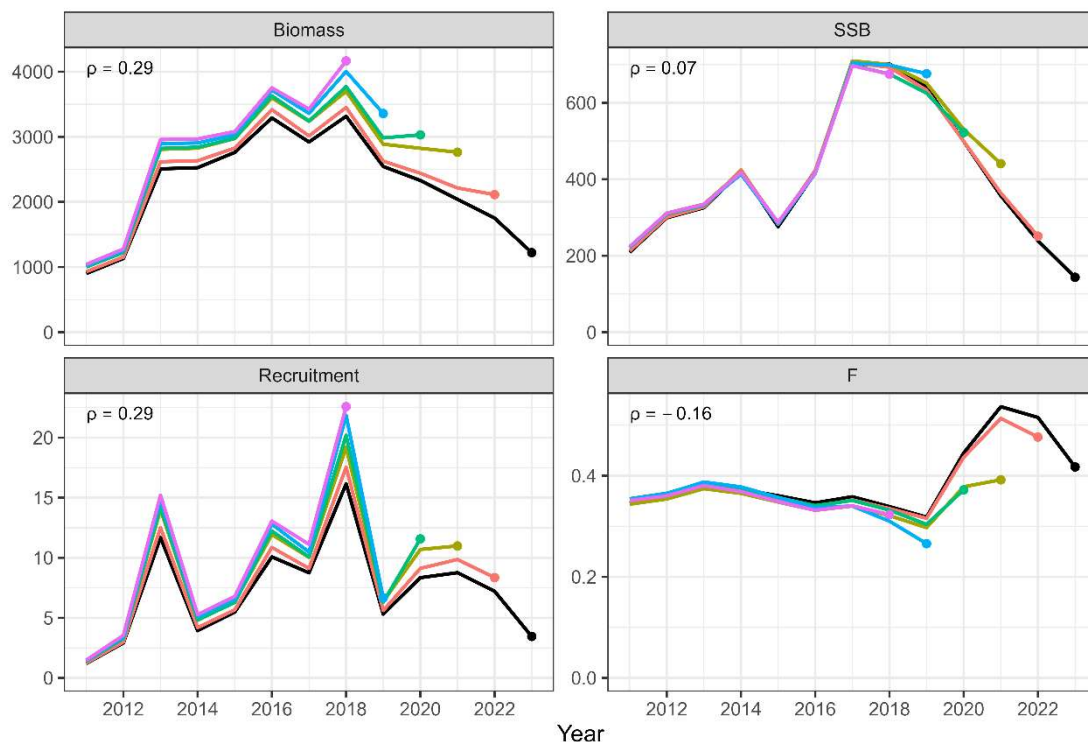 Biomass
SSB
ρ = 0.29
ρ = 0.07
4000
3000
2000
1000
0
600
400
200
0
Recruitment
F
ρ = 0.29
ρ = − 0.16
20
15
10
5
0
0.4
0.2
0.0
2012 2014 2016 2018 2020 2022
2012 2014 2016 2018 2020 2022
Year